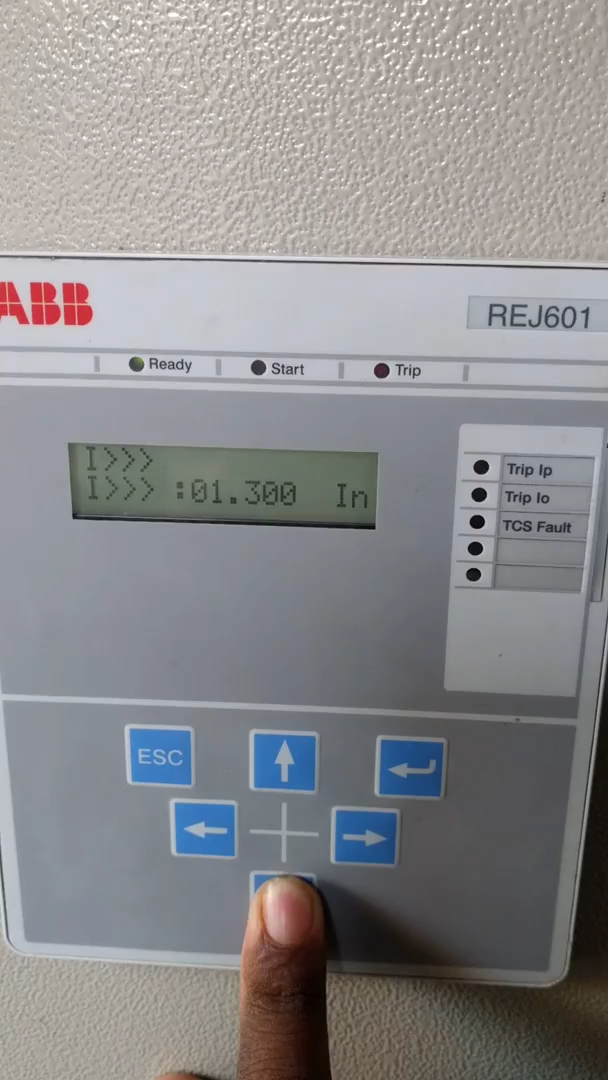 ABB
REJ601
Ready
Start
Trip
I>>>
I>>> :01.300 In
Trip Ip
Trip Io
TCS Fault
ESC